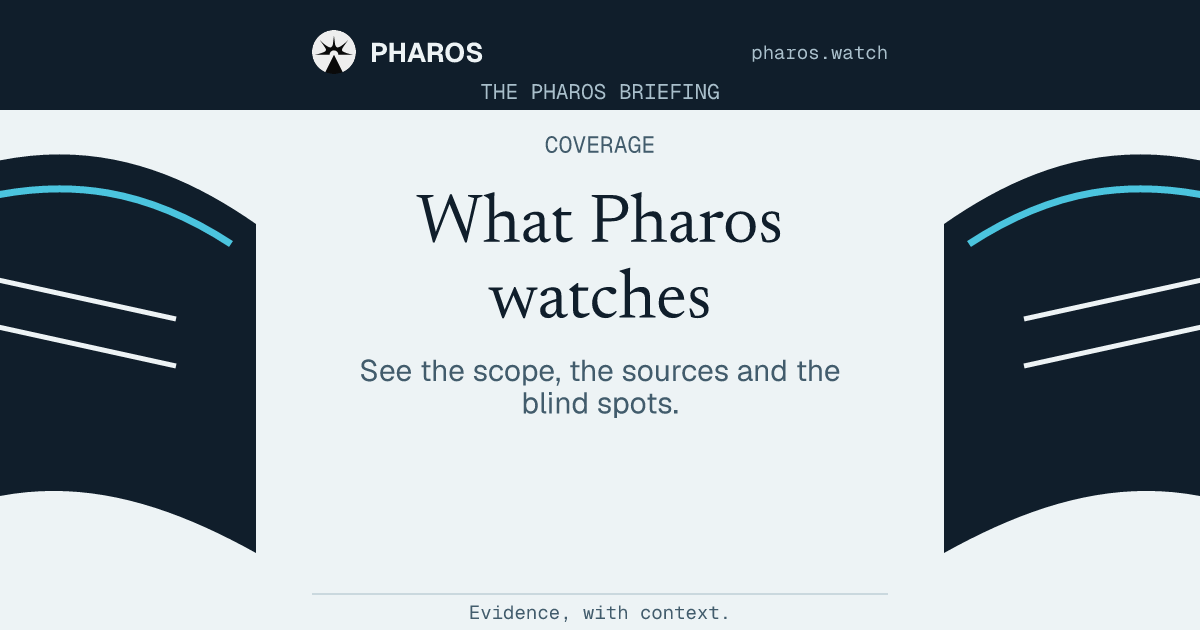 PHAROS
pharos.watch
THE PHAROS BRIEFING
COVERAGE
What Pharos
watches
See the scope, the sources and the
blind spots.
Evidence, with context.